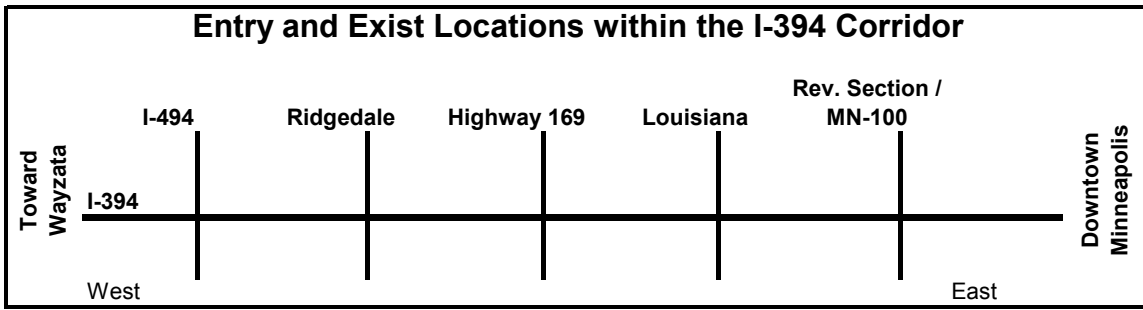 Entry and Exist Locations within the I-394 Corridor
Rev. Section /
I-494
Ridgedale
Highway 169
Louisiana
MN-100
Toward
Wayzata
I-394
Downtown
Minneapolis
West
East